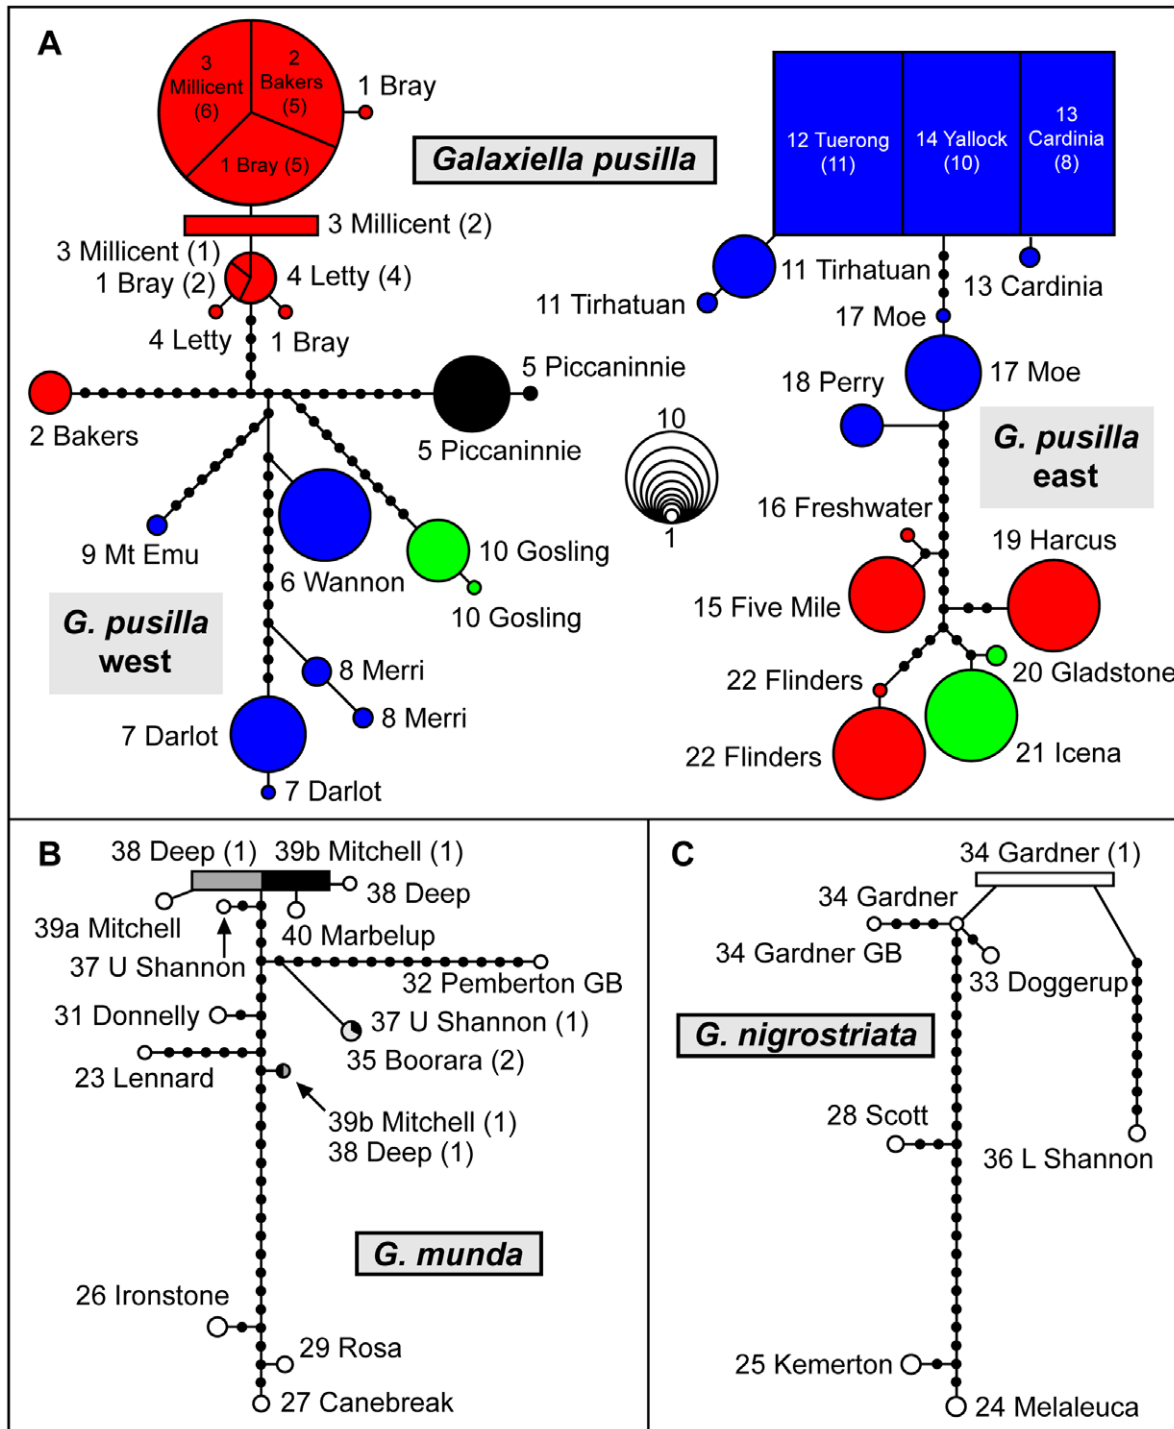 A
3
Millicent
(6)
2
Bakers
(5)
1 Bray (5)
1 Bray
Galaxiella pusilla
12 Tuerong
(11)
14 Yallock
(10)
13
Cardinia
(8)
3 Millicent (2)
3 Millicent (1)
1 Bray (2)
4 Letty (4)
4 Letty
1 Bray
11 Tirhatuan
11 Tirhatuan
13 Cardinia
17 Moe
17 Moe
18 Perry
2 Bakers
5 Piccaninnie
5 Piccaninnie
10
1
G. pusilla
east
9 Mt Emu
6 Wannon
10 Gosling
10 Gosling
16 Freshwater
19 Harcus
15 Five Mile
G. pusilla
west
8 Merri
8 Merri
7 Darlot
7 Darlot
22 Flinders
22 Flinders
20 Gladstone
21 Icena
B
38 Deep (1)
39b Mitchell (1)
38 Deep
39a Mitchell
40 Marbelup
37 U Shannon
32 Pemberton GB
31 Donnelly
37 U Shannon (1)
35 Boorara (2)
23 Lennard
39b Mitchell (1)
38 Deep (1)
G. munda
26 Ironstone
29 Rosa
27 Canebreak
C
34 Gardner (1)
34 Gardner
34 Gardner GB
33 Doggerup
G. nigrostriata
28 Scott
36 L Shannon
25 Kemerton
24 Melaleuca